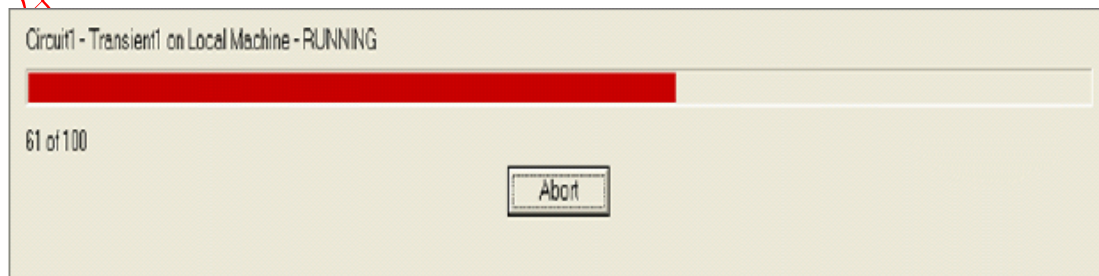 Circuit1 - Transient1 on Local Machine - RUNNING
61 of 100
Abort